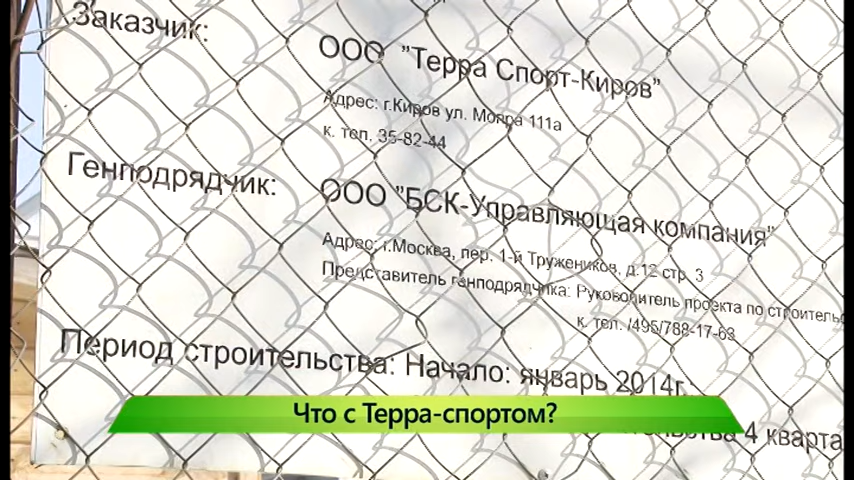 Заказчик:
ООО "Терра Спорт-Киров"
Адрес: г.Киров ул. Мопра 111а
к. тел. 35-82-44
Генподрядчик:
ООО "БСК-Управляющая компания"
Адрес: г.Москва, пер. 1-й Тружеников, д.12 стр. 3
Представитель генподрядчика: Руководитель проекта по
к. тел. /495/788-17-63
Период строительства: Начало: январь 2014г.;
4
Что с Терра-спортом?